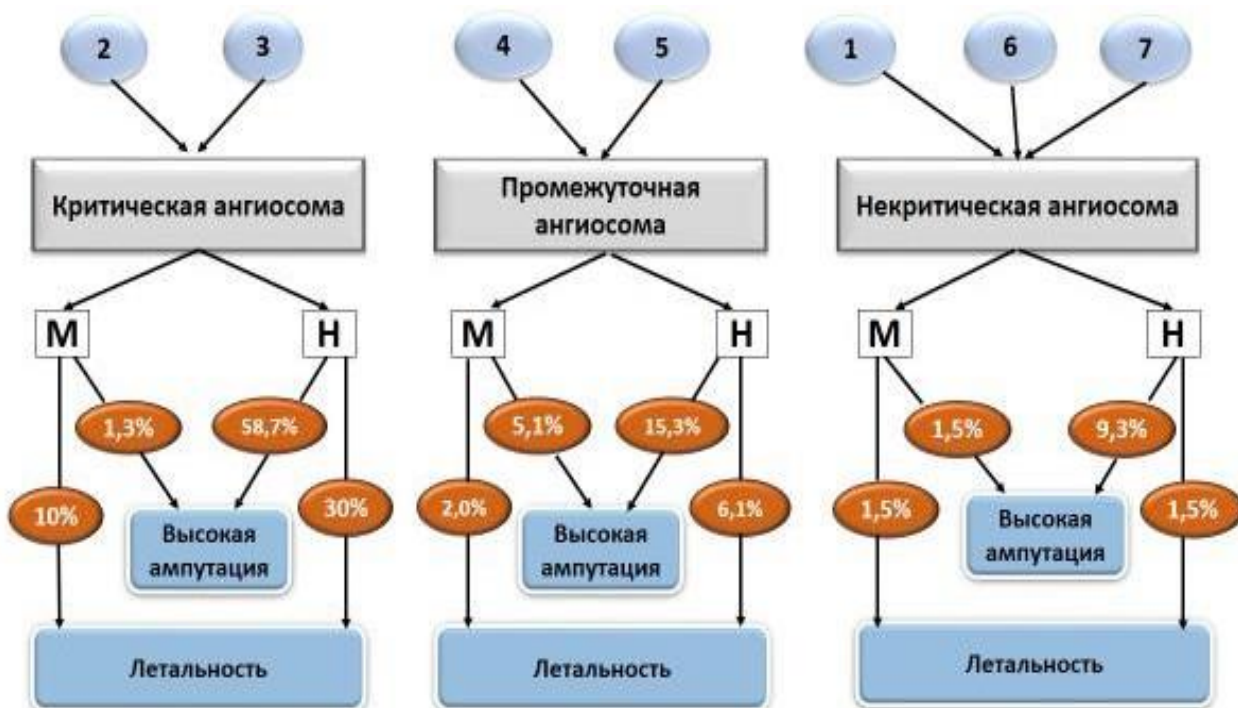 2
3
4
5
1
6
7
Критическая ангиосома
Промежуточная
ангиосома
Некритическая ангиосома
М
Н
М
Н
М
Н
1,3%
58,7%
5,1%
15,3%
1,5%
9,3%
10%
30%
2,0%
6,1%
1,5%
1,5%
Высокая
ампутация
Высокая
ампутация
Высокая
ампутация
Летальность
Летальность
Летальность